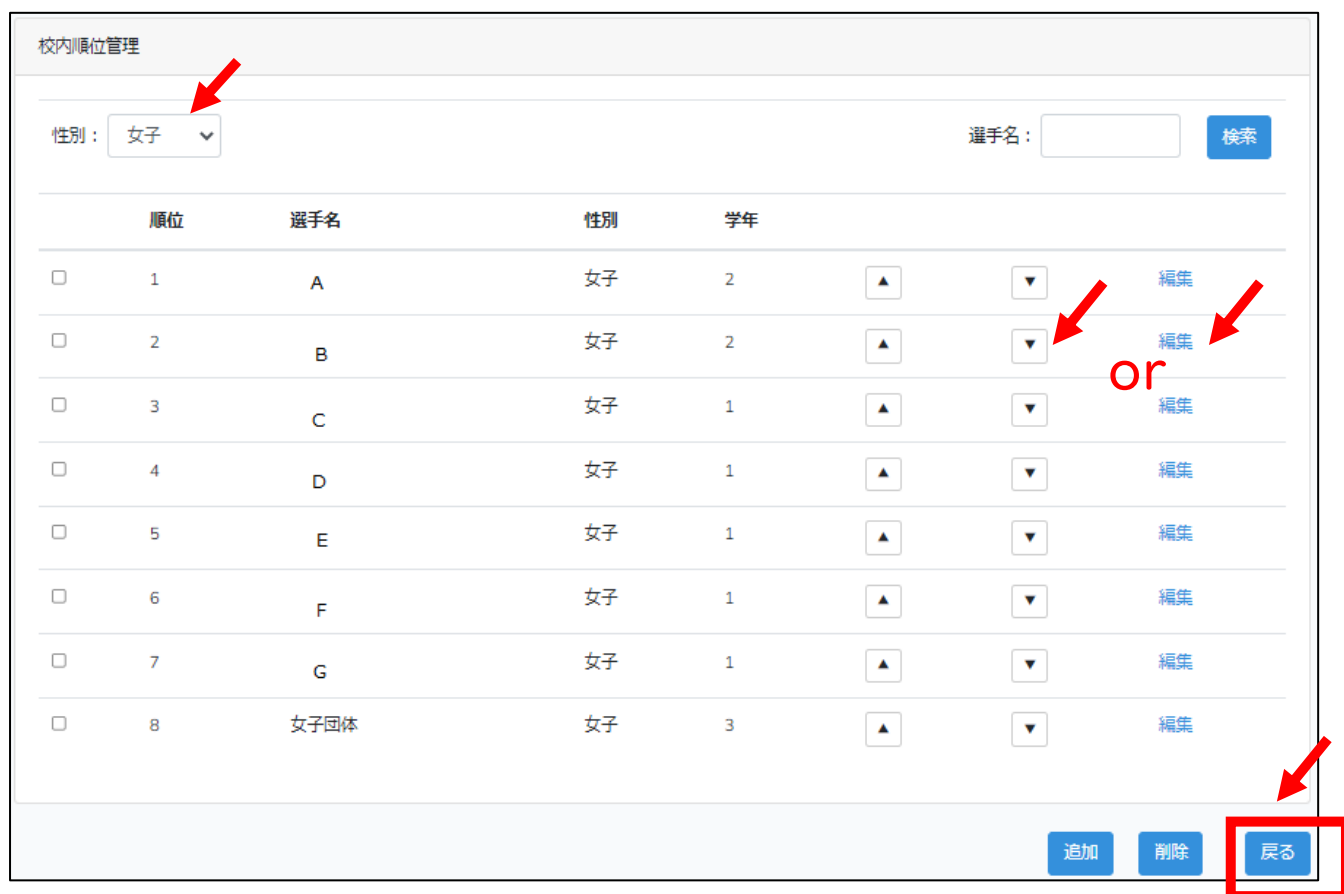 校内順位管理
性別： 女子 選手名： 検索
順位 選手名 性別 学年
1 A 女子 2 ▲ ▼ 編集
2 B 女子 2 ▲ ▼ 編集
or
3 C 女子 1 ▲ ▼ 編集
4 D 女子 1 ▲ ▼ 編集
5 E 女子 1 ▲ ▼ 編集
6 F 女子 1 ▲ ▼ 編集
7 G 女子 1 ▲ ▼ 編集
8 女子団体 女子 3 ▲ ▼ 編集
追加 削除 戻る